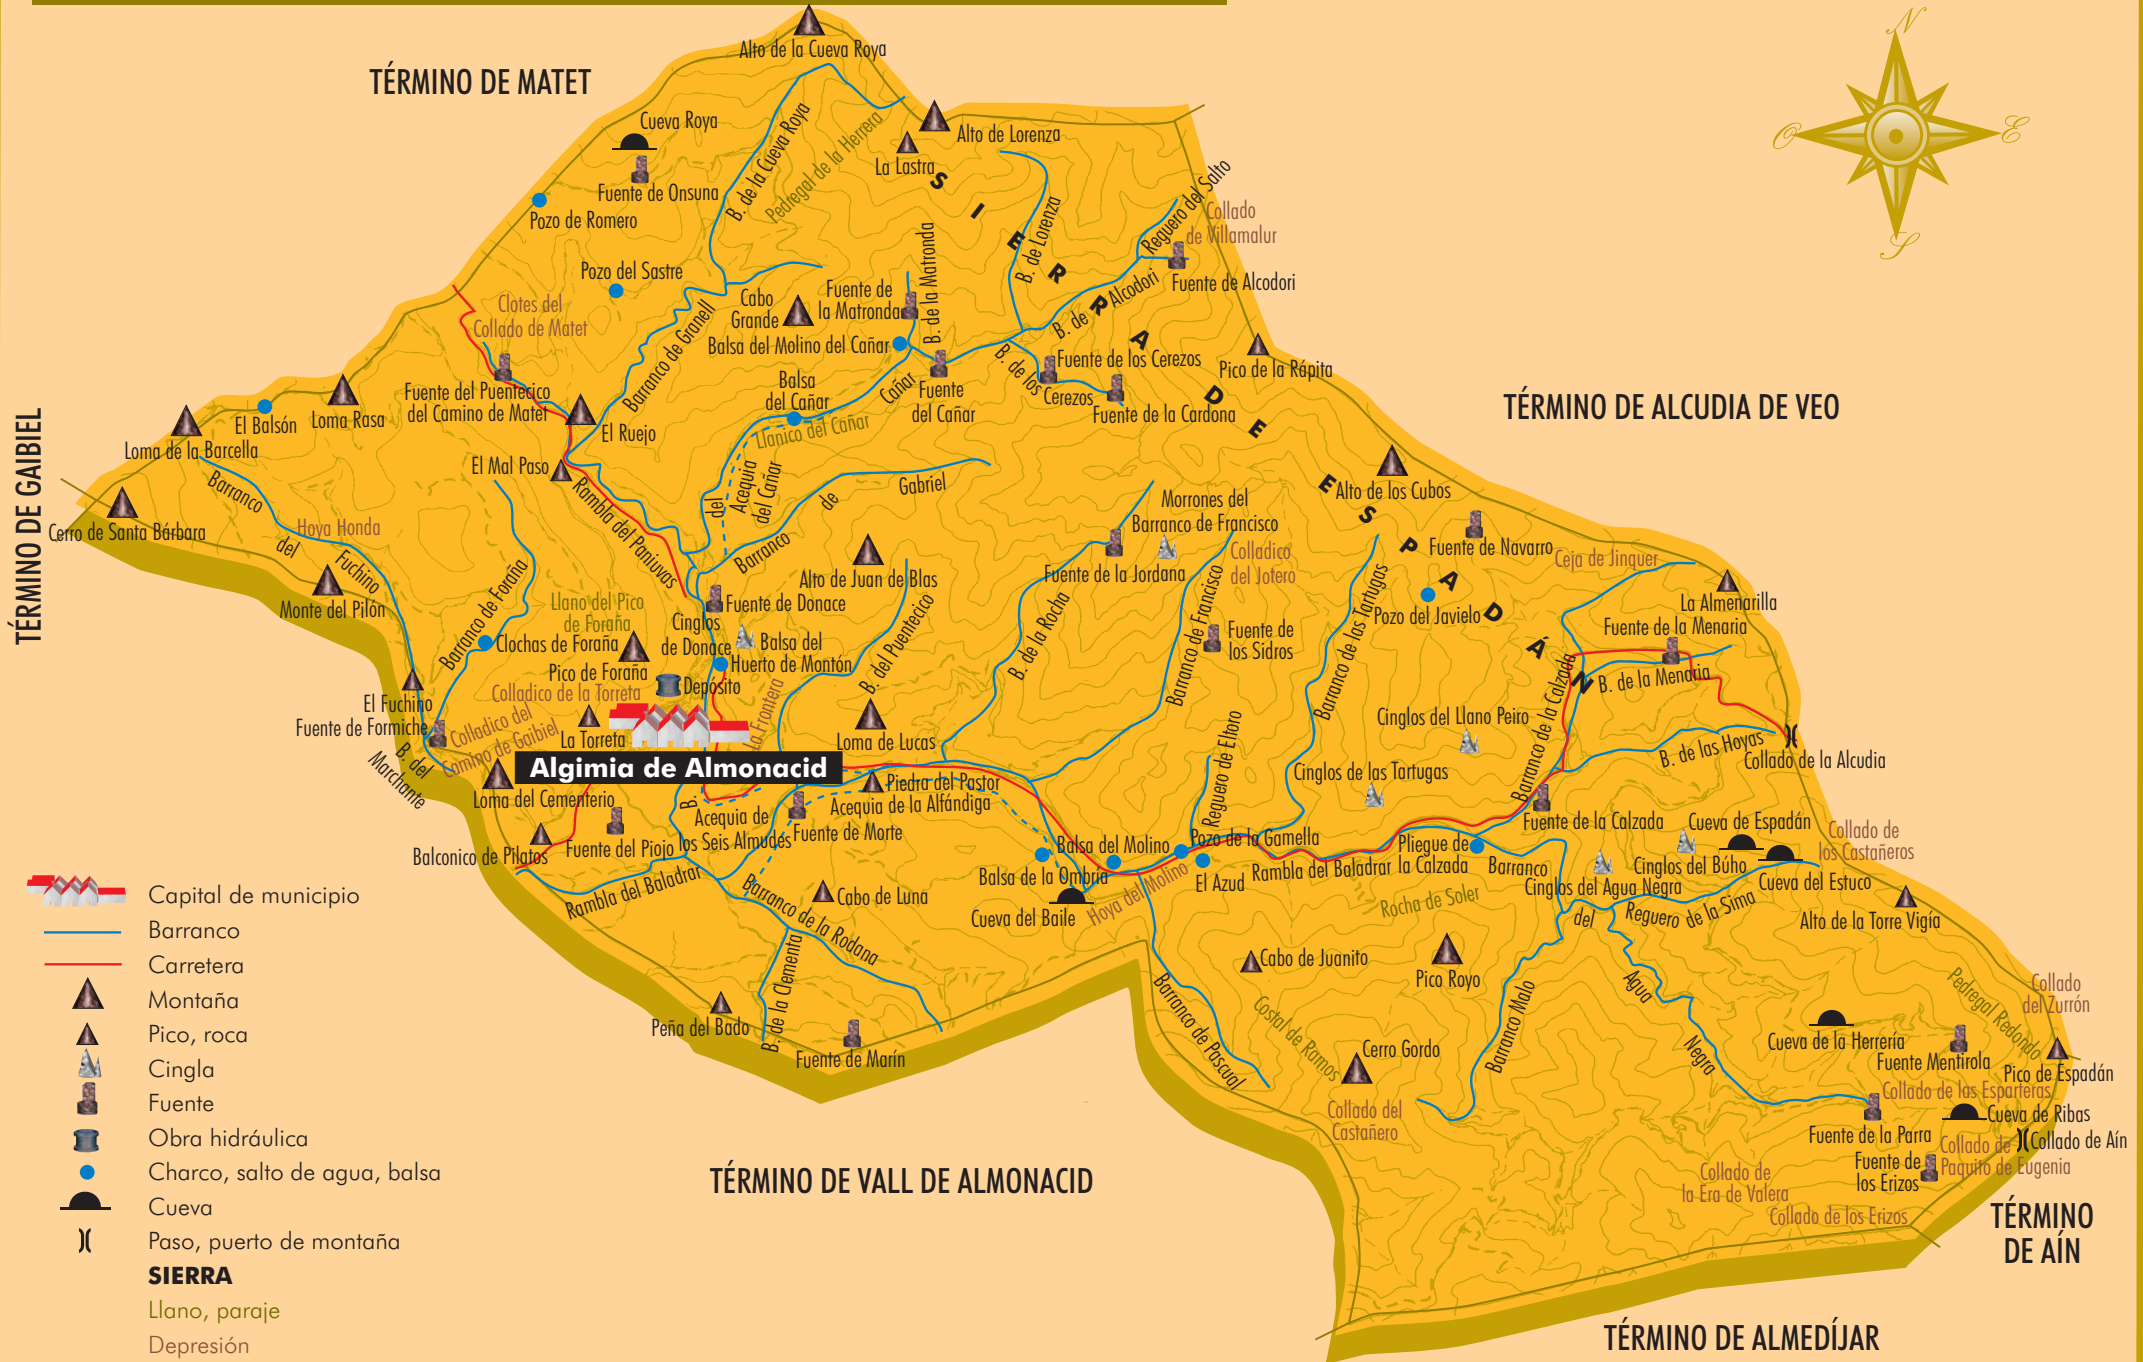 Alto de la Cueva Roya
TÉRMINO DE MATET
N
O
E
S
Cueva Roya
B. de la Cueva Roya
Pedregal de la Herrera
Alto de Lorenza
La Lastra
Fuente de Onsuna
Pozo de Romero
SIERRA DE ESPADÁN
B. de Lorenza
Reguero del Salto
Collado
de Villamalur
Fuente de Alcodori
B. de Alcodori
Pozo del Sastre
Clotes del
Collado de Matet
Cabo
Grande
Fuente de
la Matronda
B. de la Matronda
Balsa del Molino del Cañar
Barranco de Granell
Balsa
del Cañar
Cañar
Fuente
del Cañar
B. de los
Cerezos
Fuente de los Cerezos
Fuente de la Cardona
Pico de la Rápita
TÉRMINO DE ALCUDIA DE VEO
TÉRMINO DE GAIBIEL
Fuente del Puentecico
del Camino de Matet
El Ruejo
Llanico del Cañar
Loma Rasa
El Balsón
Loma de la Barcella
El Mal Paso
Rambla del Paniuvas
del
Acequia
del Cañar
Barranco
de
Gabriel
Cerro de Santa Bárbara
Barranco
del
Fuchino
Hoya Honda
Monte del Pilón
Barranco de Foraña
Morrones del
Barranco de Francisco
Alto de los Cubos
Fuente de Navarro
Ceja de Jinquer
Alto de Juan de Blas
Fuente de la Jordana
Colladico
del Jotero
Pozo del Javielo
La Almenarilla
Fuente de la Menaria
B. de la Menaria
Llano del Pico
de Foraña
Fuente de Donace
Cinglos
de Donace
Balsa del
Huerto de Montón
B. del Puentecico
B. de la Rocha
Barranco de Francisco
Fuente de
los Sidros
Barranco de las Tartugas
Clochas de Foraña
Pico de Foraña
Depósito
Colladico de la Torreta
La Frontera
El Fuchino
Fuente de Formiche
Colladico del
Camino de Gaibiel
La Torreta
B. del
Marchante
Algimia de Almonacid
Loma de Lucas
Reguero de Eltoro
Cinglos del Llano Peiro
Cinglos de las Tartugas
Barranco de la Calzada
B. de las Hoyas
Collado de la Alcudia
Loma del Cementerio
Piedra del Pastor
Acequia de la Alfándiga
B.
Acequia de
los Seis Almudes
Fuente de Morte
Balconico de Pilatos
Fuente del Piojo
Rambla del Baladrar
Barranco de la Rodana
Cabo de Luna
Balsa del Molino
Balsa de la Ombria
Cueva del Baile
Hoya del Molino
Pozo de la Gamella
El Azud
Rambla del Baladrar
Pliegue de
la Calzada
Fuente de la Calzada
Cueva de Espadán
Cinglos del Búho
Collado de
los Castañeros
Cueva del Estuco
Barranco
del
Agua
Negra
Cinglos del Agua Negra
Reguero de la Sima
Rocha de Soler
Alto de la Torre Vigía
Peña del Bado
B. de la Clementa
Fuente de Marín
Barranco de Pascual
Cabo de Juanito
Pico Royo
Costal de Ramos
Cerro Gordo
Barranco Malo
Collado del
Castañero
Pedregal Redondo
Collado
del Zurrón
Cueva de la Herrería
Fuente Mentirola
Pico de Espadán
Collado de las Esparteras
Cueva de Ribas
Fuente de la Parra
Collado de
Paquito de Eugenia
Collado de Aín
Fuente de
los Erizos
Collado de
la Era de Valera
Collado de los Erizos
TÉRMINO DE VALL DE ALMONACID
TÉRMINO
DE AÍN
TÉRMINO DE ALMEDÍJAR
Capital de municipio
Barranco
Carretera
Montaña
Pico, roca
Cingla
Fuente
Obra hidráulica
Charco, salto de agua, balsa
Cueva
Paso, puerto de montaña
SIERRA
Llano, paraje
Depresión